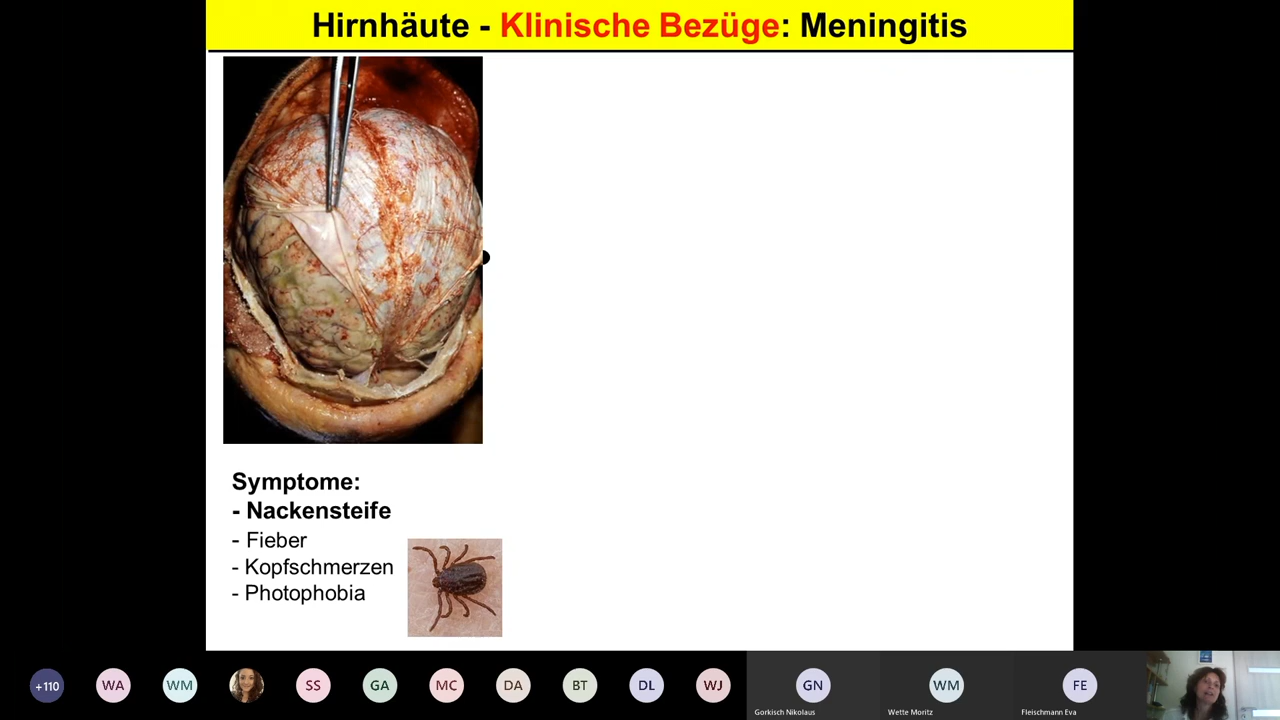 Hirnhäute - Klinische Bezüge: Meningitis
Symptome:
- Nackensteife
- Fieber
- Kopfschmerzen
- Photophobia
+110
WA
WM
SS
GA
MC
DA
BT
DL
WJ
GN
WM
FE
Gorkisch Nikolaus
Wette Moritz
Fleischmann Eva